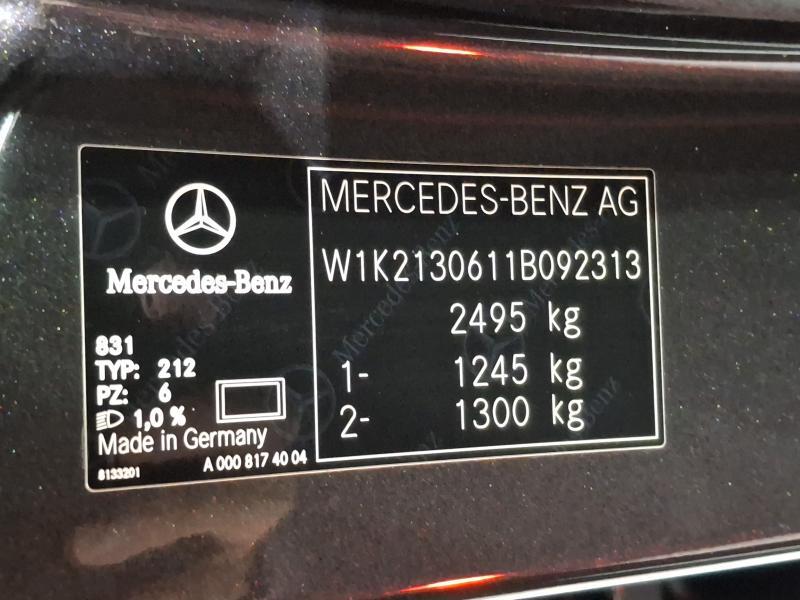 Mercedes-Benz
831
TYP: 212
PZ: 6
1,0 %
Made in Germany
8133201
A 000 817 40 04
MERCEDES-BENZ AG
W1K2130611B092313
2495 kg
1- 1245 kg
2- 1300 kg